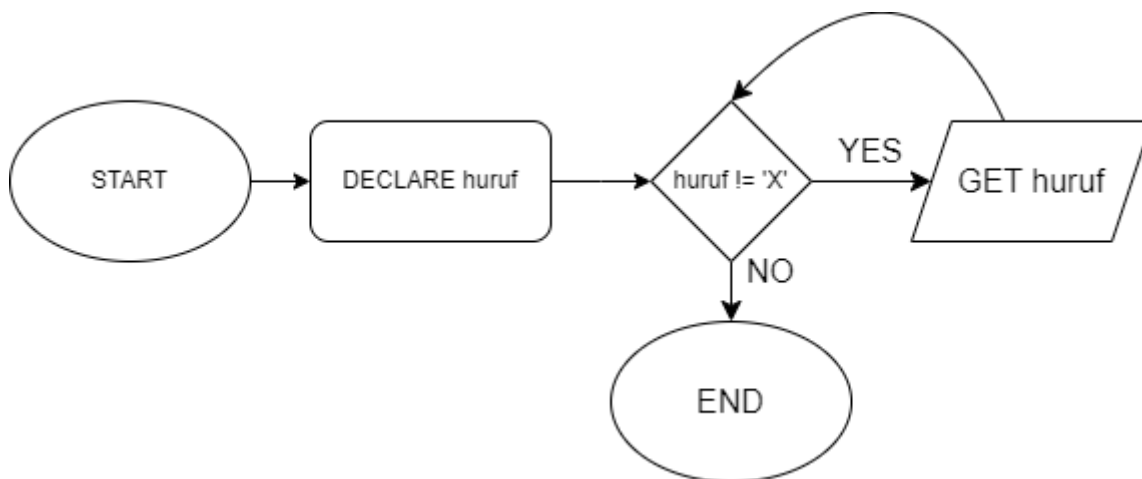 START
DECLARE huruf
huruf != 'X'
YES
GET huruf
NO
END